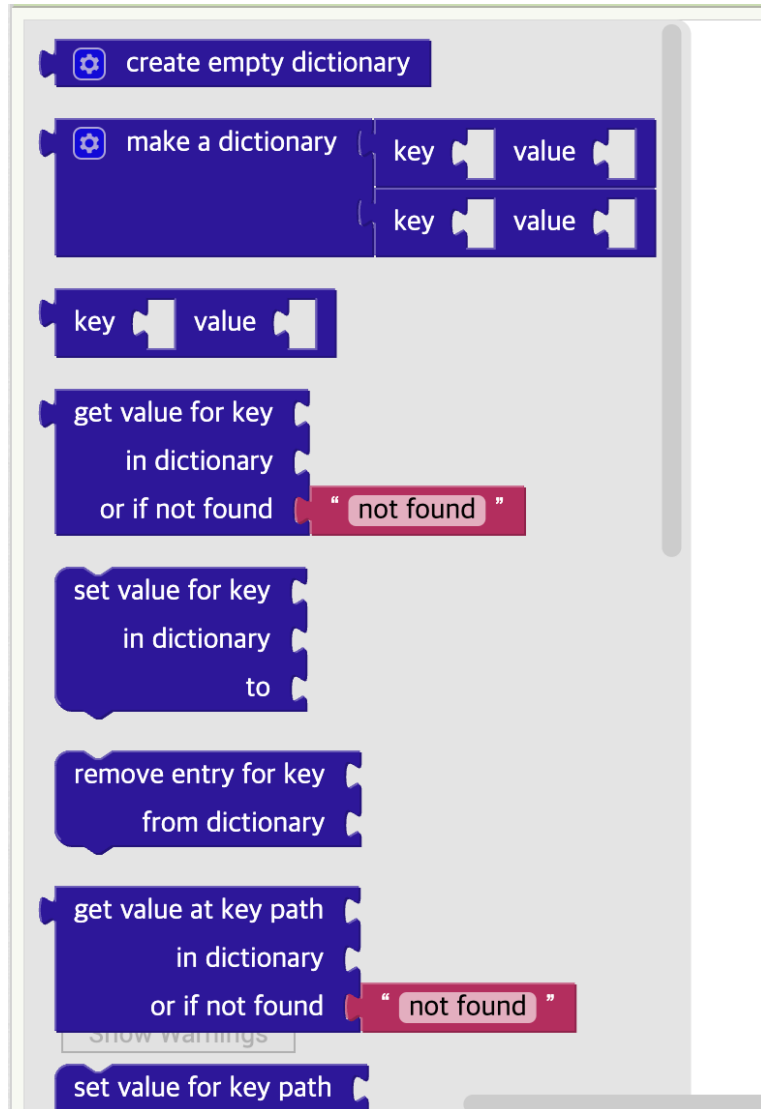 create empty dictionary
make a dictionary key value
key value
key value
get value for key
in dictionary
or if not found “ not found ”
set value for key
in dictionary
to
remove entry for key
from dictionary
get value at key path
in dictionary
or if not found “ not found ”
Show Warnings
set value for key path